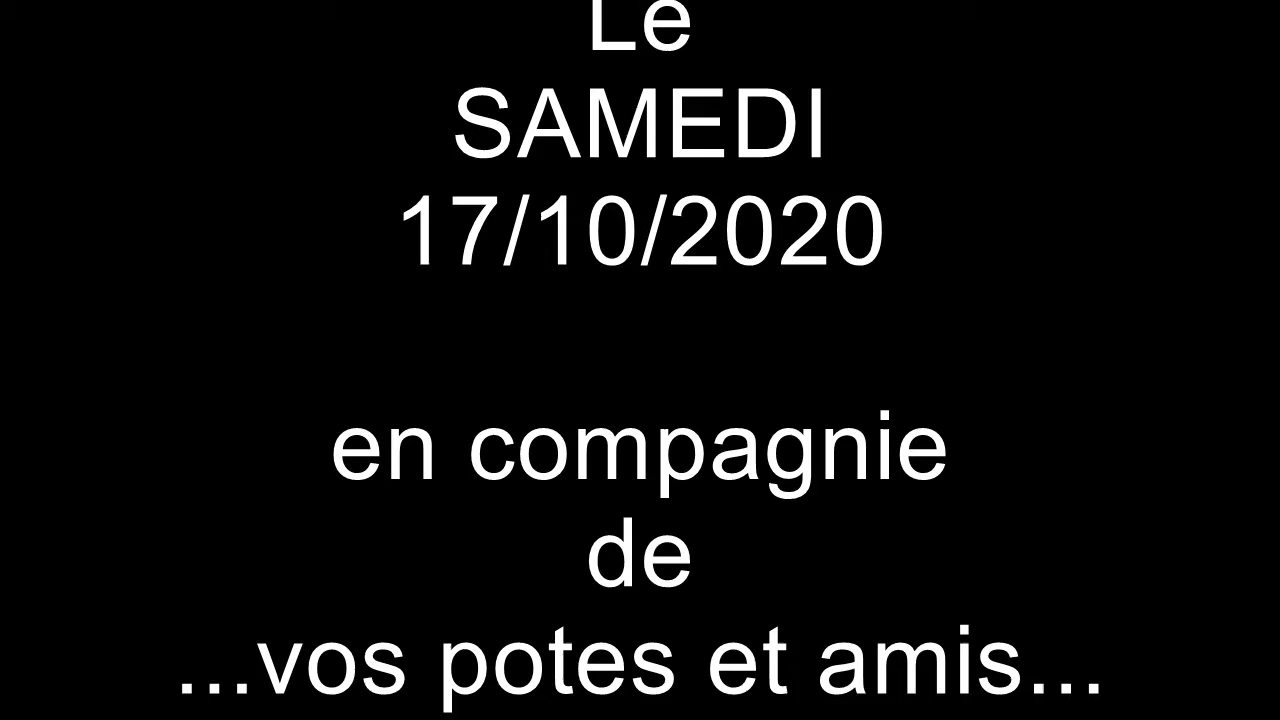 Le
SAMEDI
17/10/2020
en compagnie
de
...vos potes et amis...